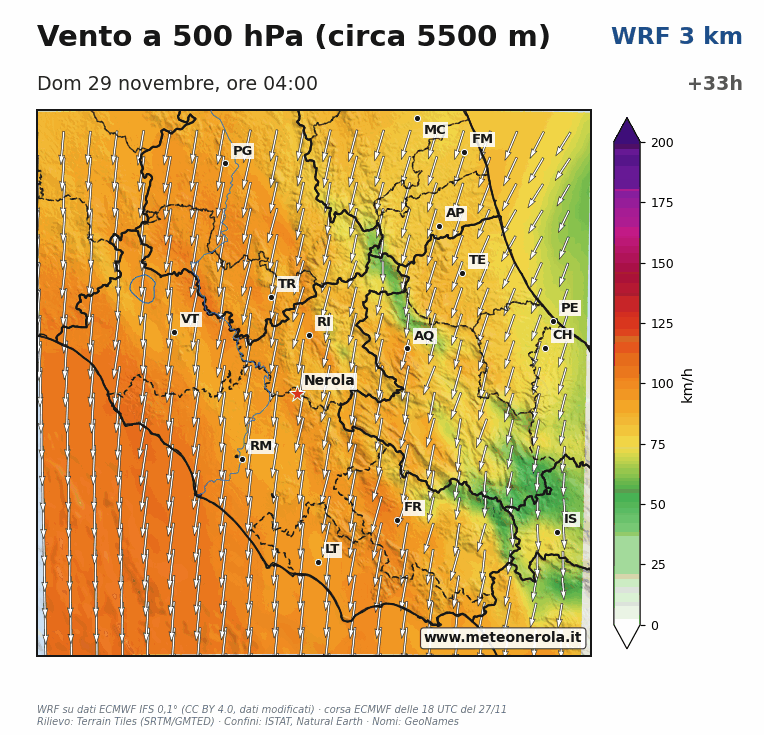 Vento a 500 hPa (circa 5500 m)
WRF 3 km
Dom 29 novembre, ore 04:00
+33h
MC
FM
PG
AP
TE
TR
PE
VT
RI
AQ
CH
Nerola
RM
FR
IS
LT
www.meteonerola.it
200
175
150
125
100
75
50
25
0
km/h
WRF su dati ECMWF IFS 0,1° (CC BY 4.0, dati modificati) · corsa ECMWF delle 18 UTC del 27/11
Rilievo: Terrain Tiles (SRTM/GMTED) · Confini: ISTAT, Natural Earth · Nomi: GeoNames